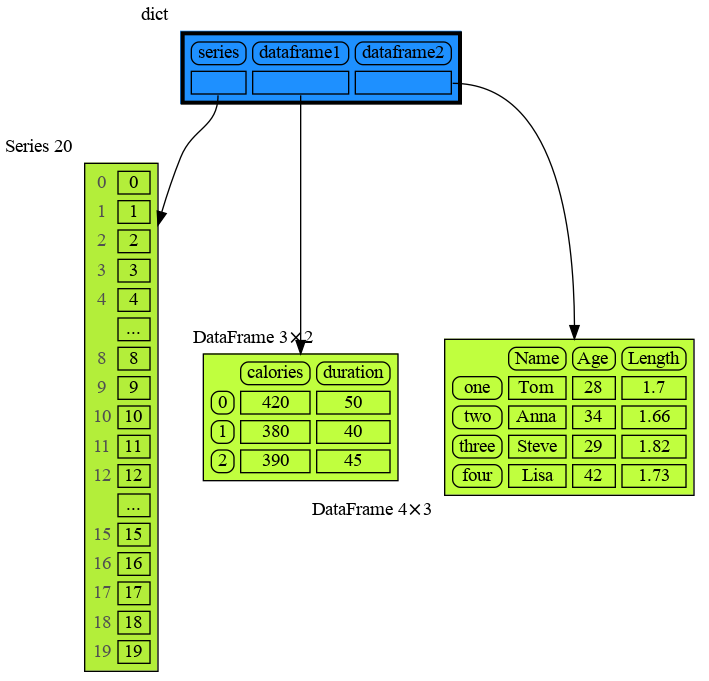 dict
series dataframe1 dataframe2
Series 20
0 0
1 1
2 2
3 3
4 4
...
8 8
9 9
10 10
11 11
12 12
...
15 15
16 16
17 17
18 18
19 19
DataFrame 3×2
calories duration
0 420 50
1 380 40
2 390 45
Name Age Length
one Tom 28 1.7
two Anna 34 1.66
three Steve 29 1.82
four Lisa 42 1.73
DataFrame 4×3